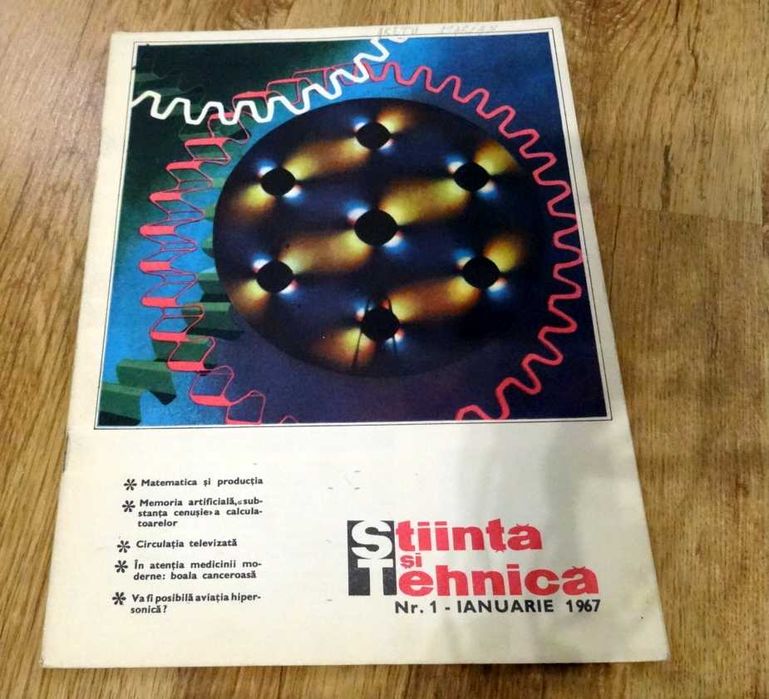 ✻ Matematica și producția
✻ Memoria artificială, «sub-
stanța cenușie» a calcula-
toarelor
✻ Circulația televizată
✻ În atenția medicinii mo-
derne: boala canceroasă
✻ Va fi posibilă aviația hiper-
sonică?
Știința
și
Tehnica
Nr. 1 - IANUARIE 1967